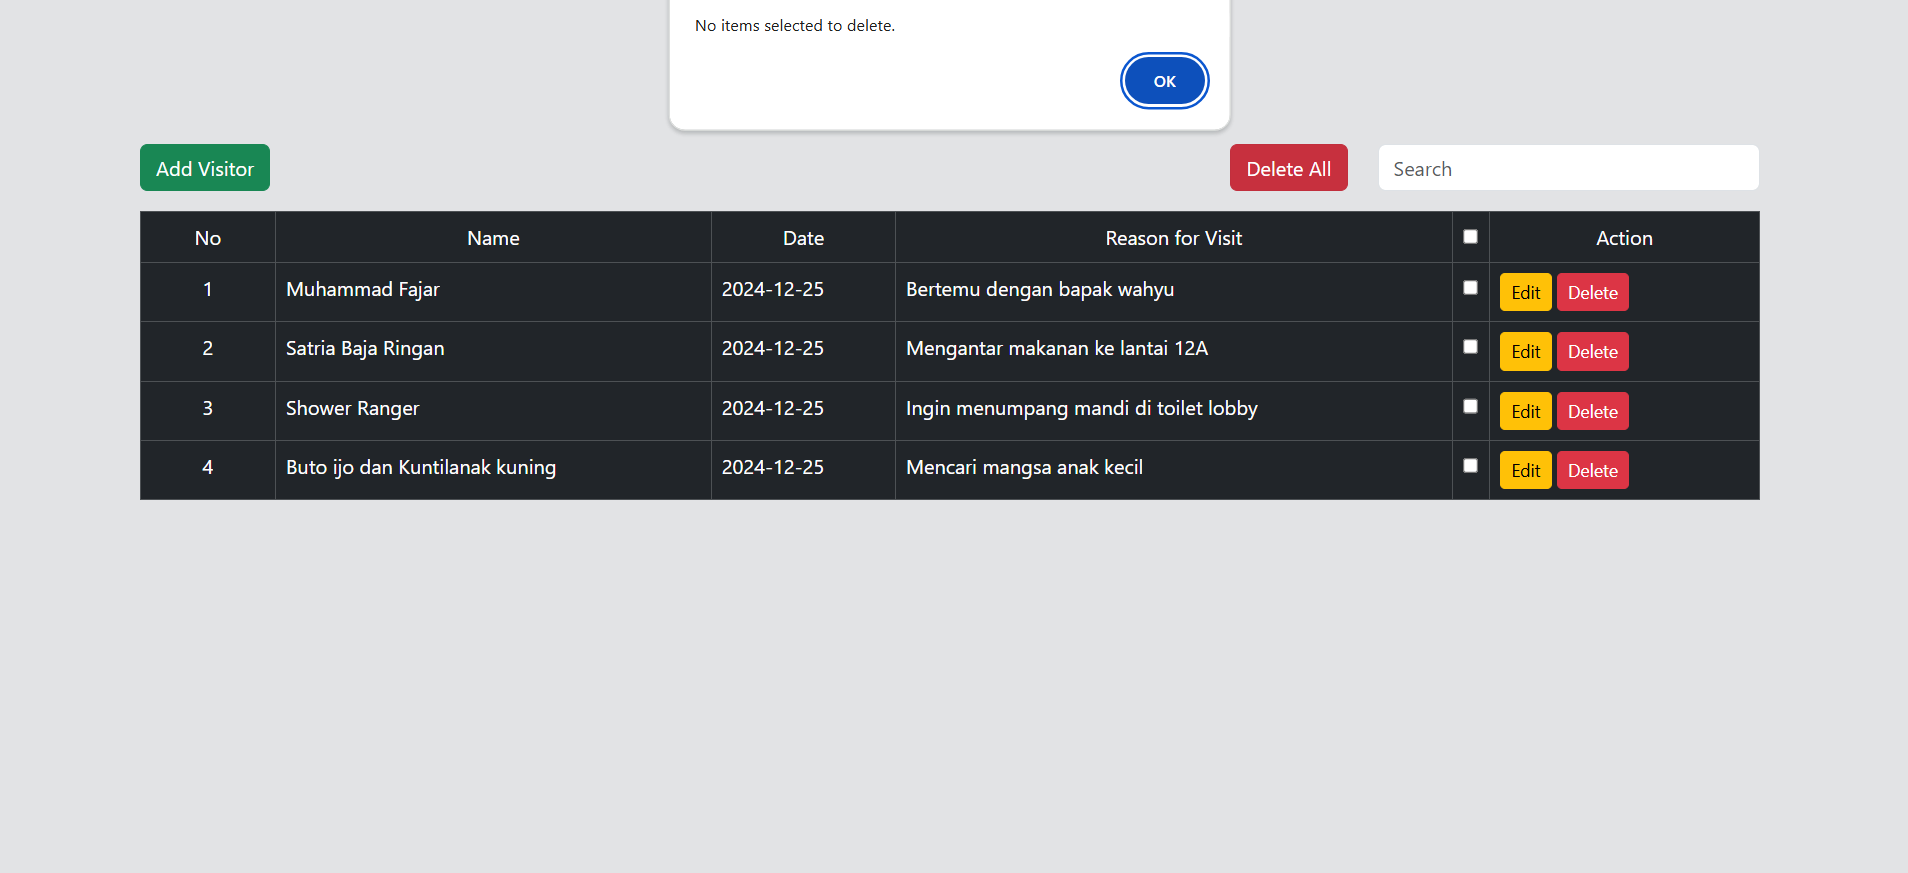 No items selected to delete.
OK
Add Visitor
Delete All
Search
No Name Date Reason for Visit Action
1 Muhammad Fajar 2024-12-25 Bertemu dengan bapak wahyu Edit Delete
2 Satria Baja Ringan 2024-12-25 Mengantar makanan ke lantai 12A Edit Delete
3 Shower Ranger 2024-12-25 Ingin menumpang mandi di toilet lobby Edit Delete
4 Buto ijo dan Kuntilanak kuning 2024-12-25 Mencari mangsa anak kecil Edit Delete